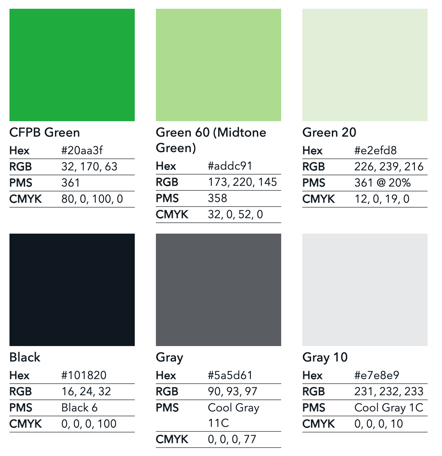 CFPB Green
Hex #20aa3f
RGB 32, 170, 63
PMS 361
CMYK 80, 0, 100, 0
Green 60 (Midtone
Green)
Hex #addc91
RGB 173, 220, 145
PMS 358
CMYK 32, 0, 52, 0
Green 20
Hex #e2efd8
RGB 226, 239, 216
PMS 361 @ 20%
CMYK 12, 0, 19, 0
Black
Hex #101820
RGB 16, 24, 32
PMS Black 6
CMYK 0, 0, 0, 100
Gray
Hex #5a5d61
RGB 90, 93, 97
PMS Cool Gray
11C
CMYK 0, 0, 0, 77
Gray 10
Hex #e7e8e9
RGB 231, 232, 233
PMS Cool Gray 1C
CMYK 0, 0, 0, 10